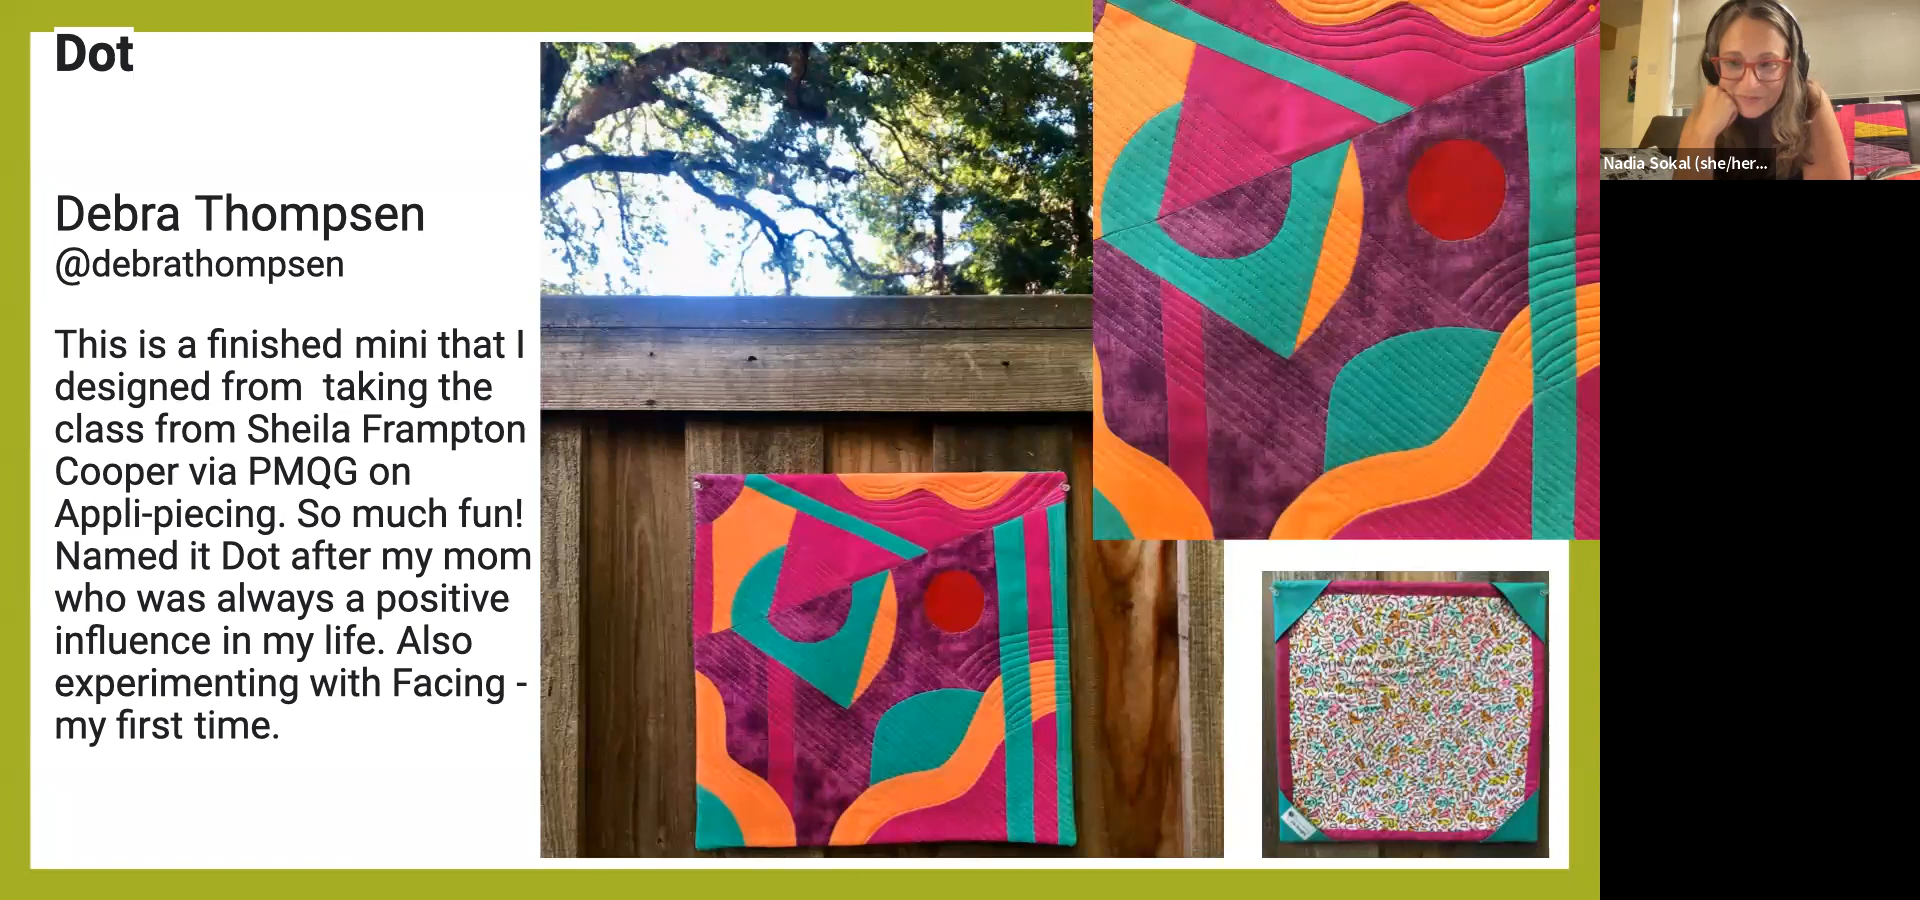 Dot
Debra Thompsen
@debrathompsen
This is a finished mini that I
designed from  taking the
class from Sheila Frampton
Cooper via PMQG on
Appli-piecing. So much fun!
Named it Dot after my mom
who was always a positive
influence in my life. Also
experimenting with Facing -
my first time.
Nadia Sokal (she/her...